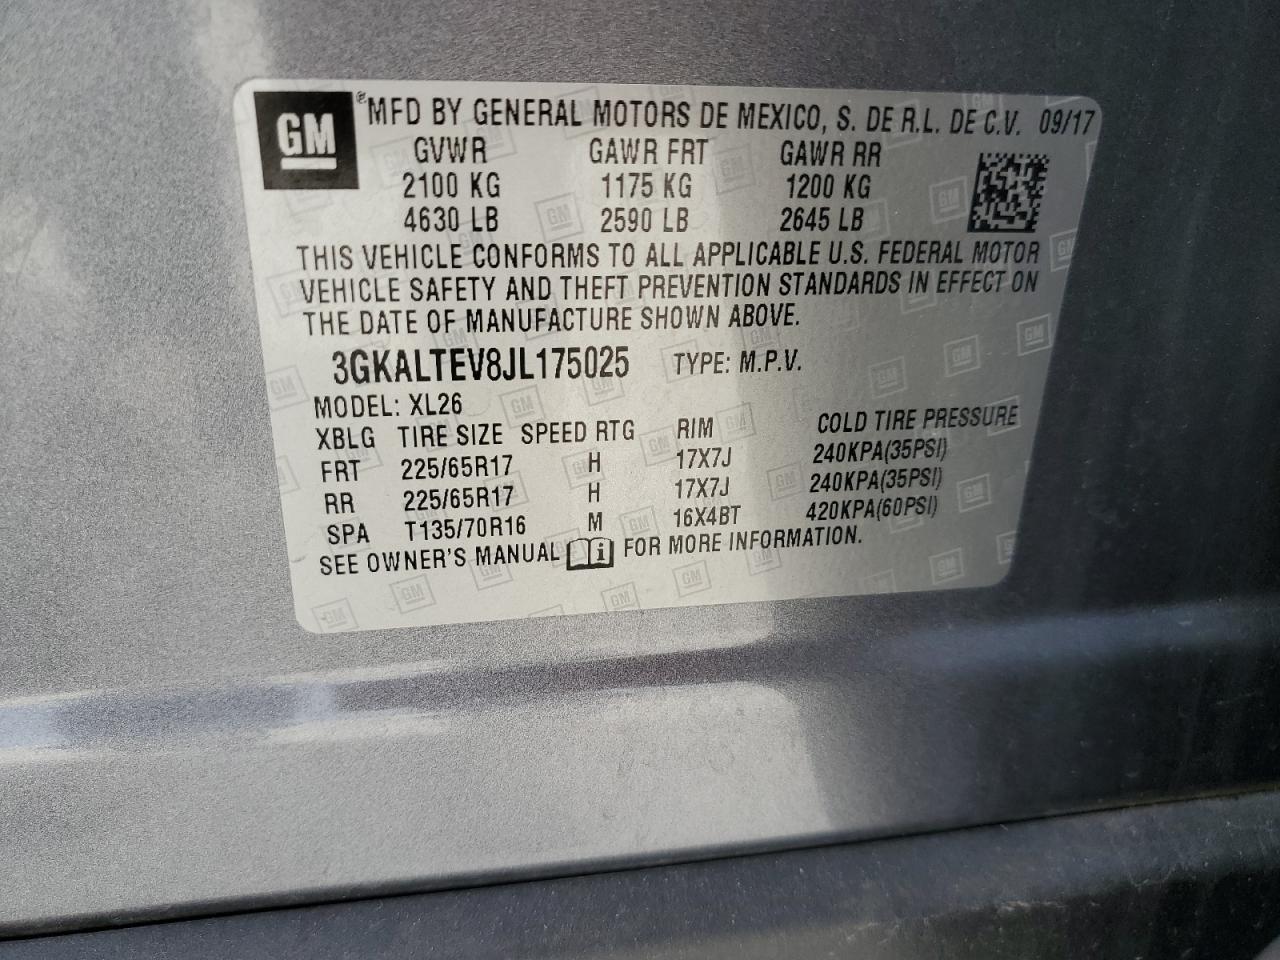 GM ® MFD BY GENERAL MOTORS DE MEXICO, S. DE R.L. DE C.V. 09/17
GVWR GAWR FRT GAWR RR
2100 KG 1175 KG 1200 KG
4630 LB 2590 LB 2645 LB
THIS VEHICLE CONFORMS TO ALL APPLICABLE U.S. FEDERAL MOTOR
VEHICLE SAFETY AND THEFT PREVENTION STANDARDS IN EFFECT ON
THE DATE OF MANUFACTURE SHOWN ABOVE.
3GKALTEV8JL175025 TYPE: M.P.V.
MODEL: XL26
XBLG TIRE SIZE SPEED RTG RIM COLD TIRE PRESSURE
FRT 225/65R17 H 17X7J 240KPA(35PSI)
RR 225/65R17 H 17X7J 240KPA(35PSI)
SPA T135/70R16 M 16X4BT 420KPA(60PSI)
SEE OWNER'S MANUAL i FOR MORE INFORMATION.